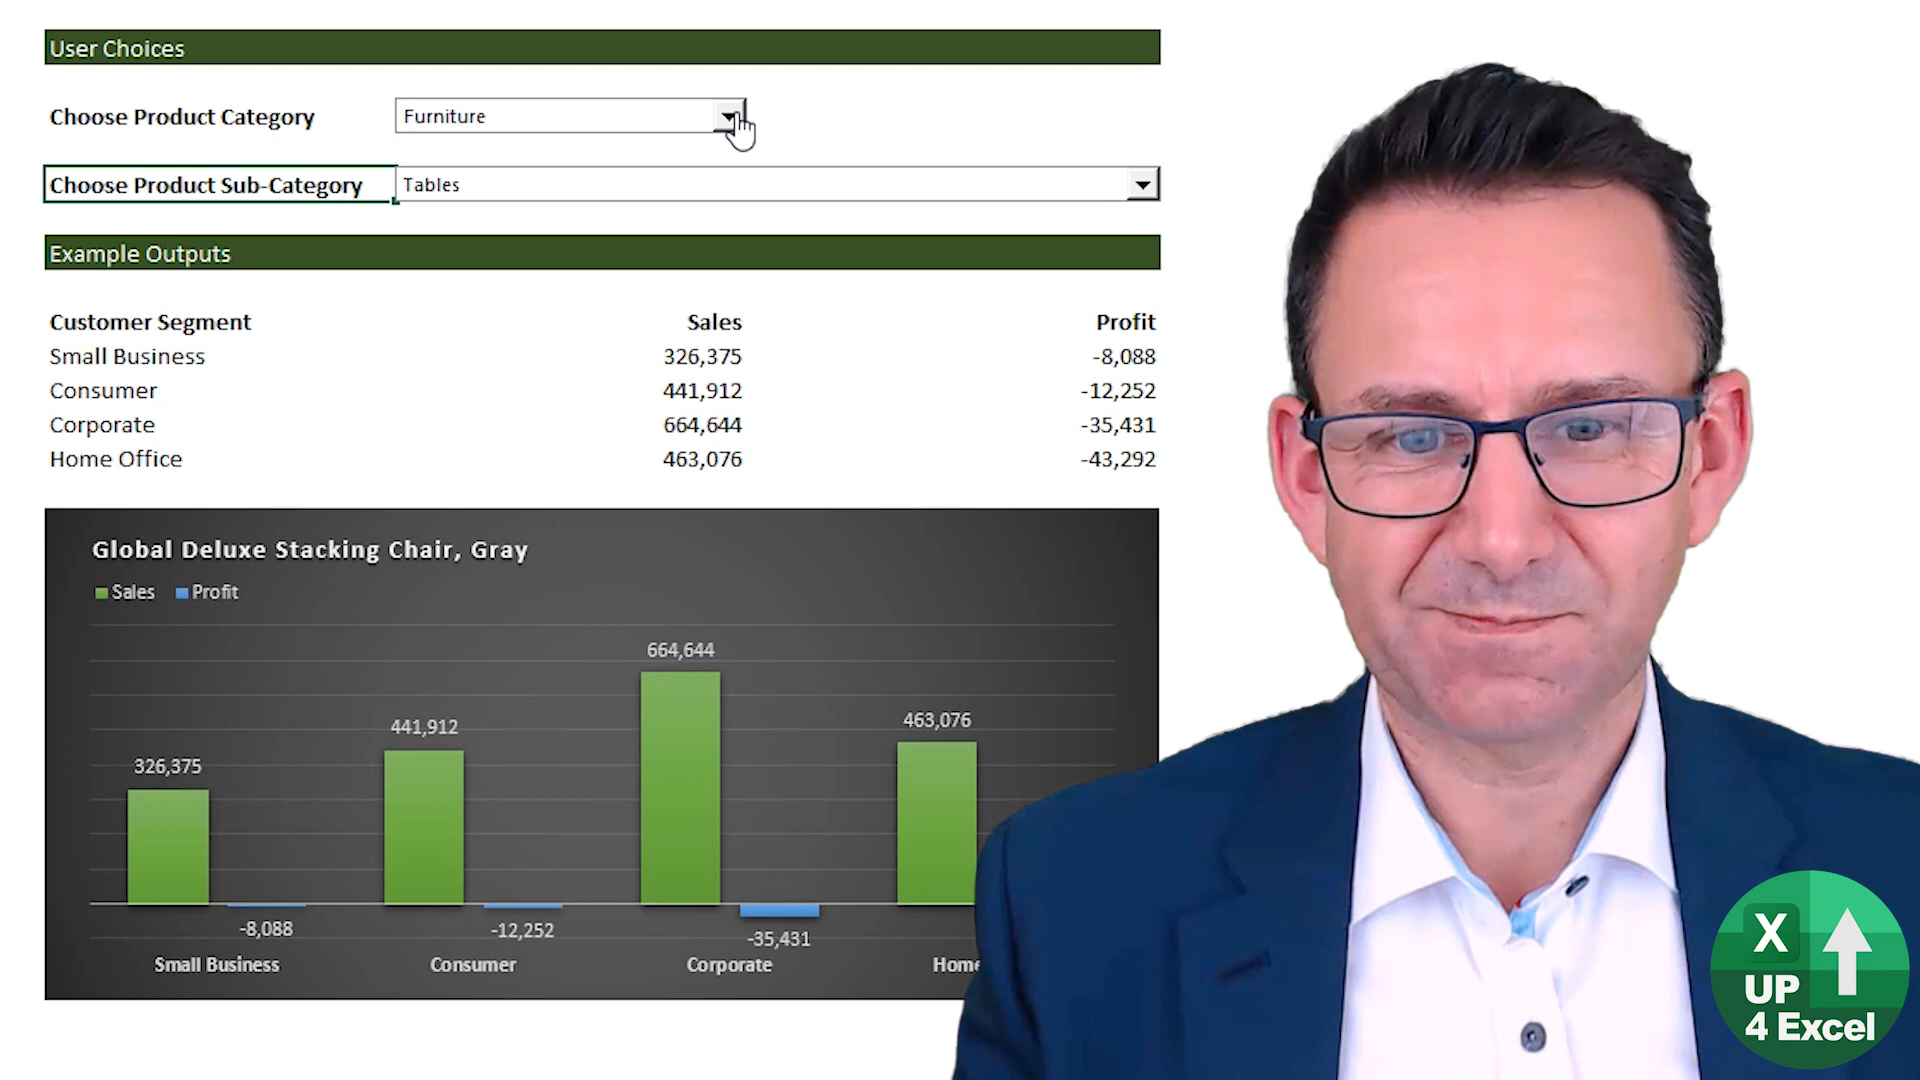 User Choices
Choose Product Category Furniture
Choose Product Sub-Category Tables
Example Outputs
Customer Segment Sales Profit
Small Business 326,375 -8,088
Consumer 441,912 -12,252
Corporate 664,644 -35,431
Home Office 463,076 -43,292
Global Deluxe Stacking Chair, Gray
Sales Profit
664,644
463,076
441,912
326,375
-8,088 -12,252 -35,431
Small Business Consumer Corporate Home
X
UP
4 Excel